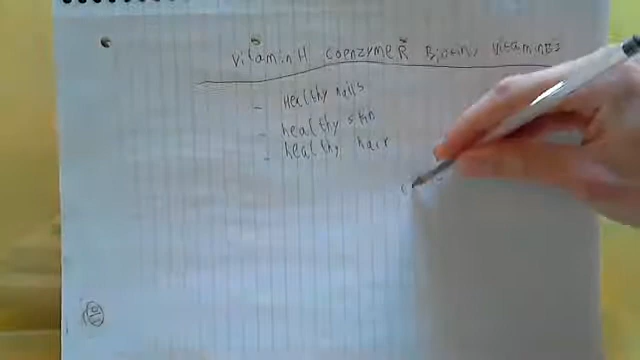 Vitamin H Coenzyme R Biotin, Vitamin B7
- Healthy nails
- healthy skin
- healthy hair